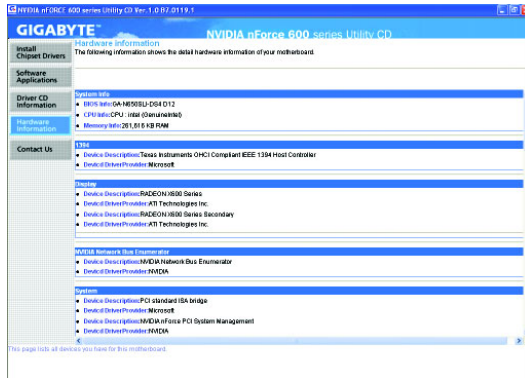 NVIDIA nFORCE 600 series Utility CD Ver.1.0 B7.0119.1
GIGABYTE™
NVIDIA nForce 600 series Utility CD
Install
Chipset Drivers
Software
Applications
Driver CD
Information
Hardware
Information
Contact Us
Hardware Information
The following information shows the detail hardware information of your motherboard.
System Info
BIOS Info:GA-N650SLI-DS4 D12
CPU Info:CPU : intel (GenuineIntel)
Memory Info:261,616 KB RAM
1394
Device Description:Texas Instruments OHCI Compliant IEEE 1394 Host Controller
Device DriverProvider:Microsoft
Display
Device Description:RADEON X600 Series
Device DriverProvider:ATI Technologies Inc.
Device Description:RADEON X600 Series Secondary
Device DriverProvider:ATI Technologies Inc.
NVIDIA Network Bus Enumerator
Device Description:NVIDIA Network Bus Enumerator
Device DriverProvider:NVIDIA
System
Device Description:PCI standard ISA bridge
Device DriverProvider:Microsoft
Device Description:NVIDIA nForce PCI System Management
Device DriverProvider:NVIDIA
This page lists all devices you have for this motherboard.